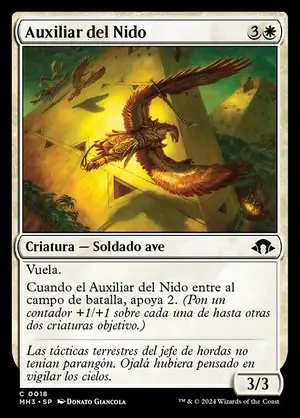 Auxiliar del Nido 3
Criatura — Soldado ave
Vuela.
Cuando el Auxiliar del Nido entre al
campo de batalla, apoya 2. (Pon un
contador +1/+1 sobre cada una de hasta otras
dos criaturas objetivo.)
Las tácticas terrestres del jefe de hordas no
tenían parangón. Ojalá hubiera pensado en
vigilar los cielos.
3/3
C 0018
MH3 • SP Donato Giancola
™ & © 2024 Wizards of the Coast